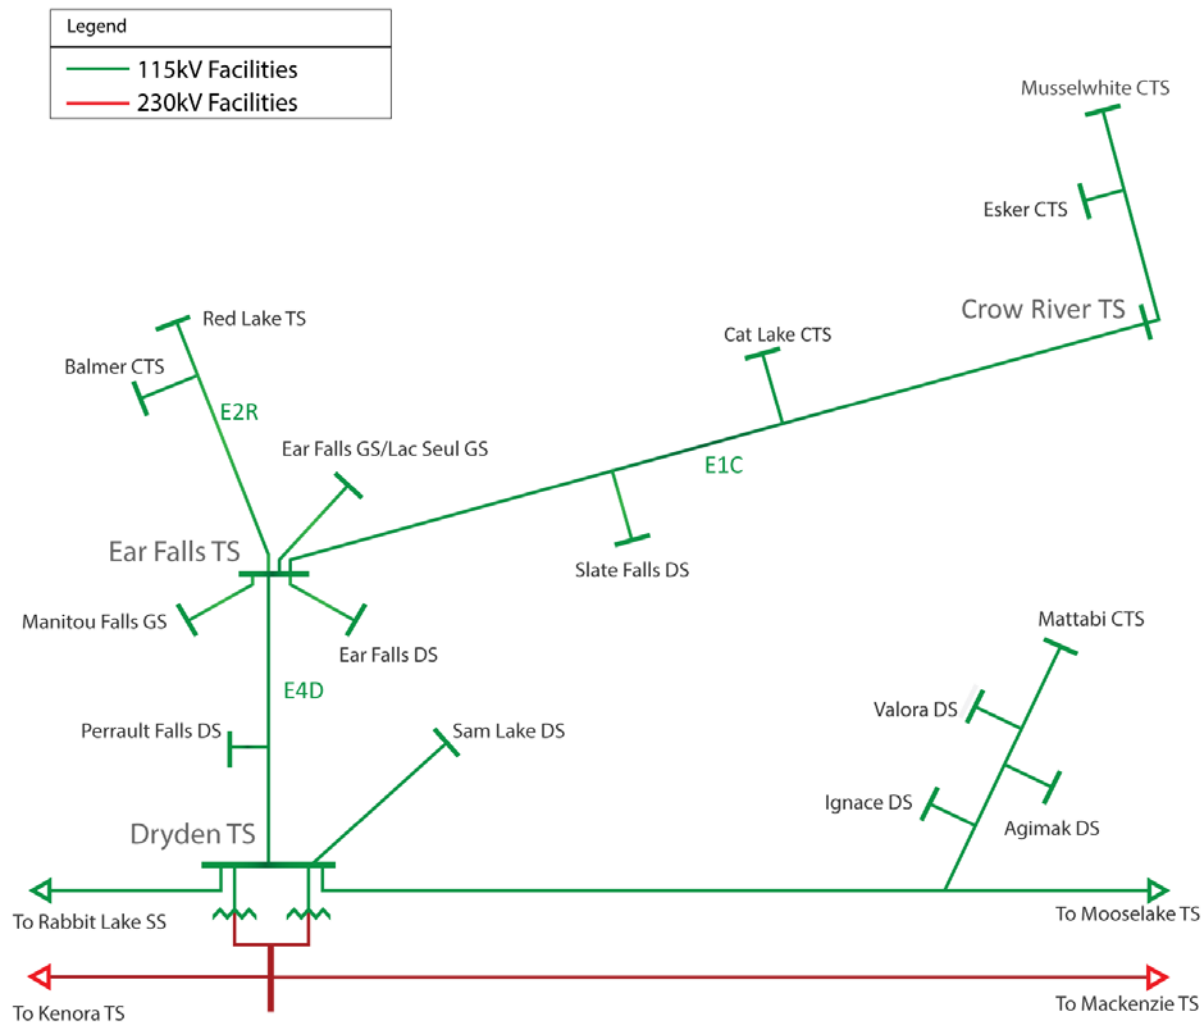 Legend
115kV Facilities
230kV Facilities
Musselwhite CTS
Esker CTS
Crow River TS
Red Lake TS
Cat Lake CTS
Balmer CTS
E2R
Ear Falls GS/Lac Seul GS
E1C
Ear Falls TS
Slate Falls DS
Manitou Falls GS
Mattabi CTS
Ear Falls DS
E4D
Valora DS
Perrault Falls DS
Sam Lake DS
Ignace DS
Agimak DS
Dryden TS
To Rabbit Lake SS
To Mooselake TS
To Kenora TS
To Mackenzie TS